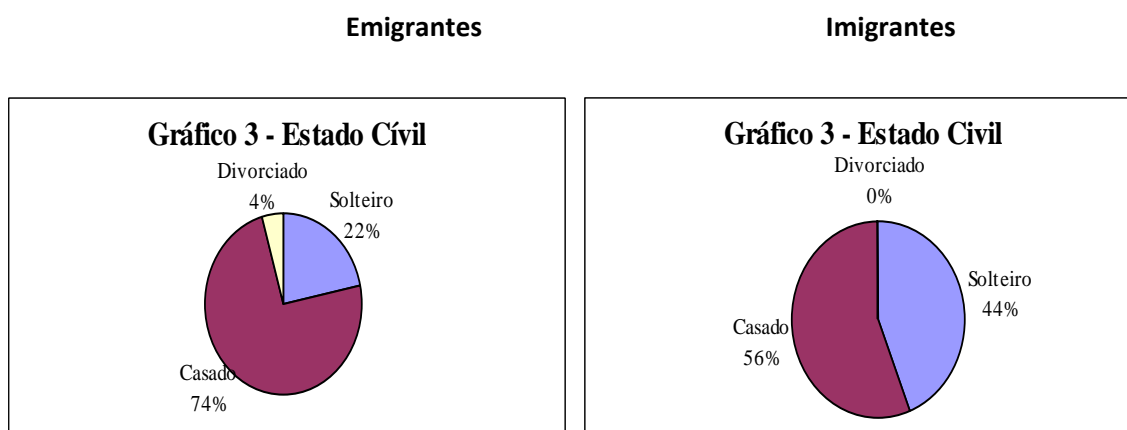 Emigrantes
Imigrantes
Gráfico 3 - Estado Cívil
Divorciado
4%
Solteiro
22%
Casado
74%
Gráfico 3 - Estado Civil
Divorciado
0%
Solteiro
44%
Casado
56%